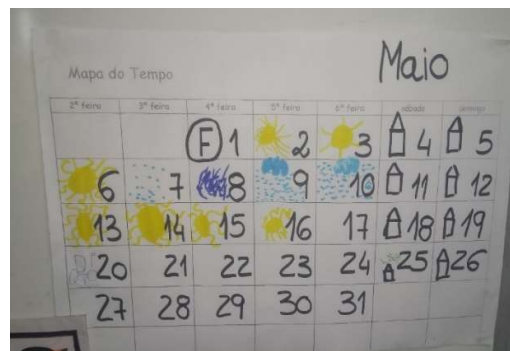 Maio
Mapa do Tempo
2ª feira 3ª feira 4ª feira 5ª feira 6ª feira sábado domingo
F 1 2 3 4 5
6 7 8 9 10 11 12
13 14 15 16 17 18 19
20 21 22 23 24 25 26
27 28 29 30 31